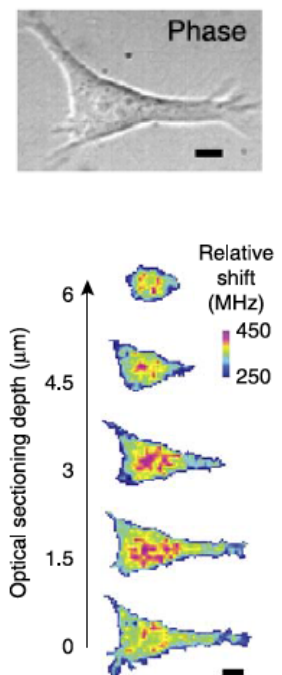 Phase
Relative
shift
(MHz)
450
250
Optical sectioning depth (μm)
6
4.5
3
1.5
0